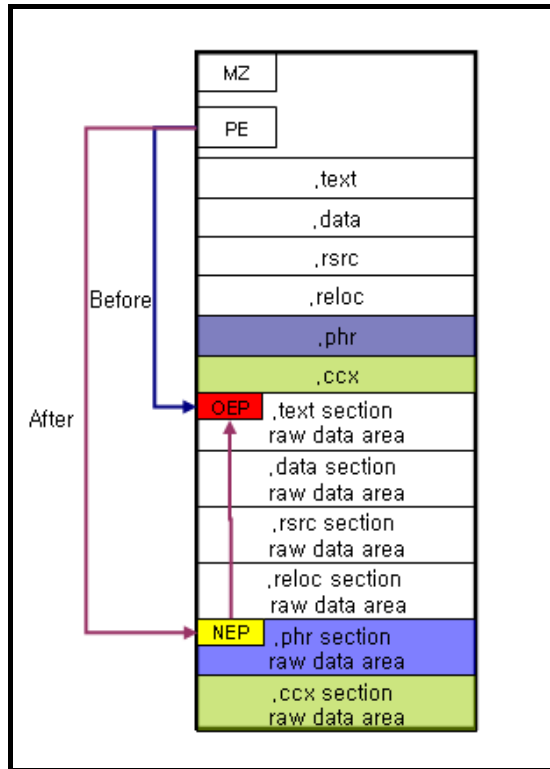 MZ
PE
,text
,data
,rsrc
,reloc
Before
,phr
,ccx
After
OEP ,text section
raw data area
,data section
raw data area
,rsrc section
raw data area
,reloc section
raw data area
NEP ,phr section
raw data area
,ccx section
raw data area